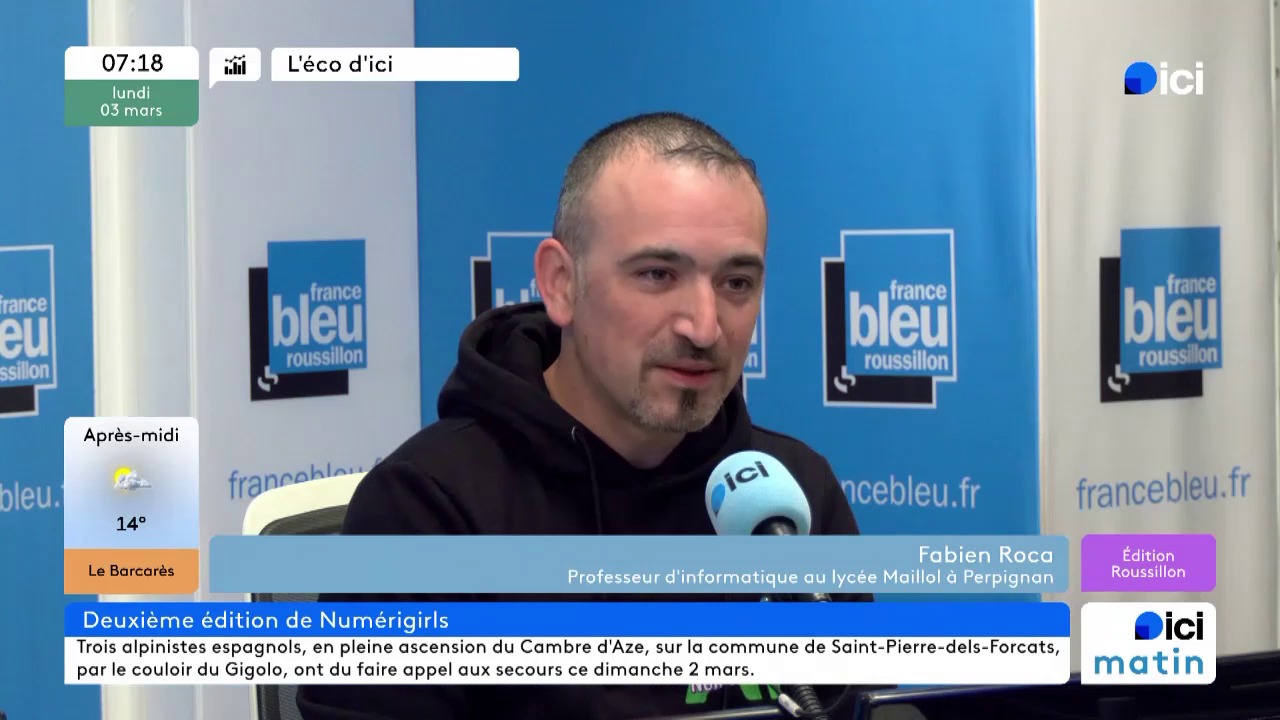 07:18
lundi
03 mars
L'éco d'ici
ici
france
bleu
roussillon
france
bleu
roussillon
france
bleu
roussillon
francebleu.fr
francebleu.fr
ici
Après-midi
14°
Le Barcarès
Fabien Roca
Professeur d'informatique au lycée Maillol à Perpignan
Édition
Roussillon
Deuxième édition de Numérigirls
Trois alpinistes espagnols, en pleine ascension du Cambre d'Aze, sur la commune de Saint-Pierre-dels-Forcats,
par le couloir du Gigolo, ont du faire appel aux secours ce dimanche 2 mars.
ici
matin